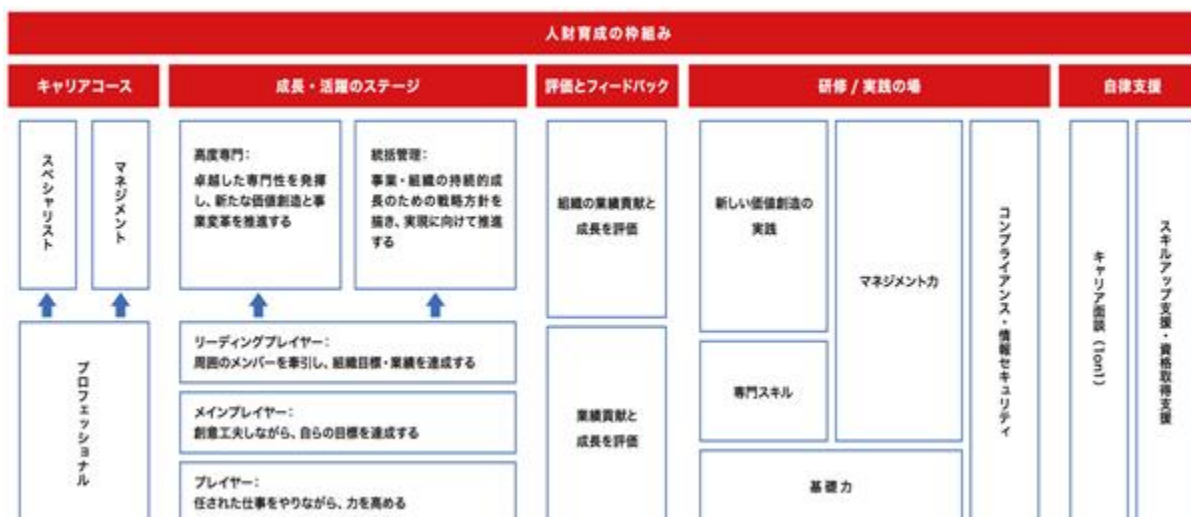 人財育成の枠組み
キャリアコース
成長・活躍のステージ
評価とフィードバック
研修 / 実践の場
自律支援
スペシャリスト
マネジメント
プロフェッショナル
高度専門：
卓越した専門性を発揮
し、新たな価値創造と事
業変革を推進する
統括管理：
事業・組織の持続的成
長のための戦略方針を
描き、実現に向けて推進
する
リーディングプレイヤー：
周囲のメンバーを牽引し、組織目標・業績を達成する
メインプレイヤー：
創意工夫しながら、自らの目標を達成する
プレイヤー：
任された仕事をやりながら、力を高める
組織の業績貢献と
成長を評価
業績貢献と
成長を評価
新しい価値創造の
実践
専門スキル
マネジメント力
基礎力
コンプライアンス・情報セキュリティ
キャリア面談（1on1）
スキルアップ支援・資格取得支援